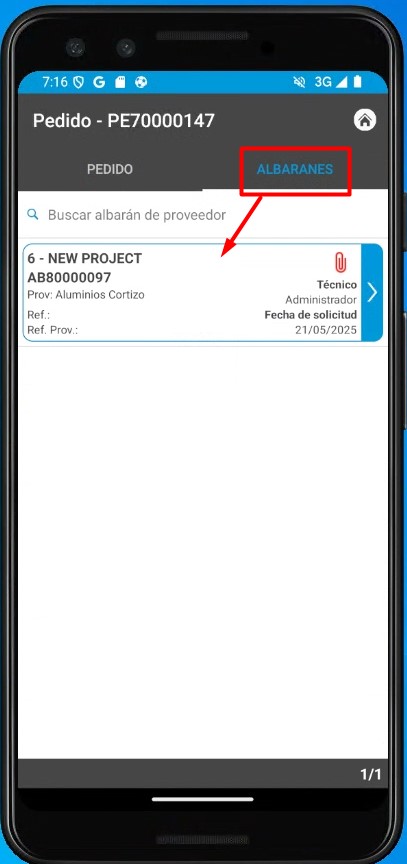 7:16 G 3G
Pedido - PE70000147
PEDIDO ALBARANES
Buscar albarán de proveedor
6 - NEW PROJECT
AB80000097
Prov: Aluminios Cortizo
Técnico
Administrador
Ref.:
Fecha de solicitud
Ref. Prov.:
21/05/2025
1/1